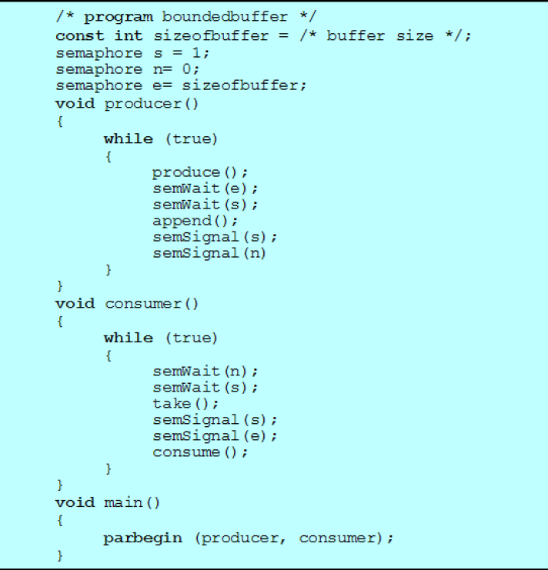 /* program boundedbuffer */
const int sizeofbuffer = /* buffer size */;
semaphore s = 1;
semaphore n= 0;
semaphore e= sizeofbuffer;
void producer()
{
while (true)
{
produce();
semWait(e);
semWait(s);
append();
semSignal(s);
semSignal(n)
}
}
void consumer()
{
while (true)
{
semWait(n);
semWait(s);
take();
semSignal(s);
semSignal(e);
consume();
}
}
void main()
{
parbegin (producer, consumer);
}